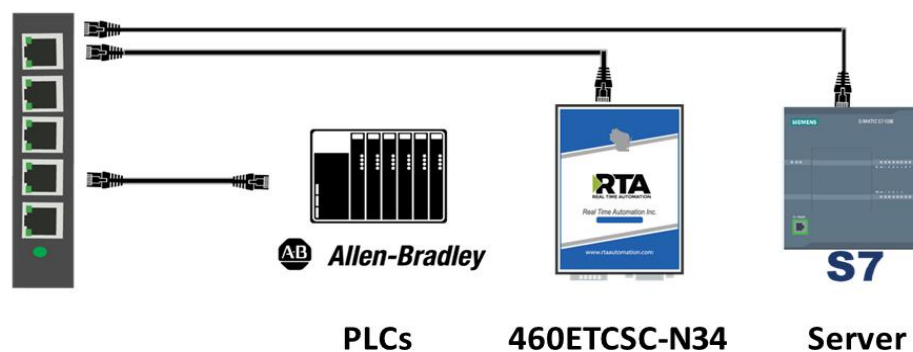 SIEMENS
SIMATIC S7-1200
RTA
REAL TIME AUTOMATION
Real Time Automation Inc.
AB Allen-Bradley
www.rtaautomation.com
S7
PLCs 460ETCSC-N34 Server